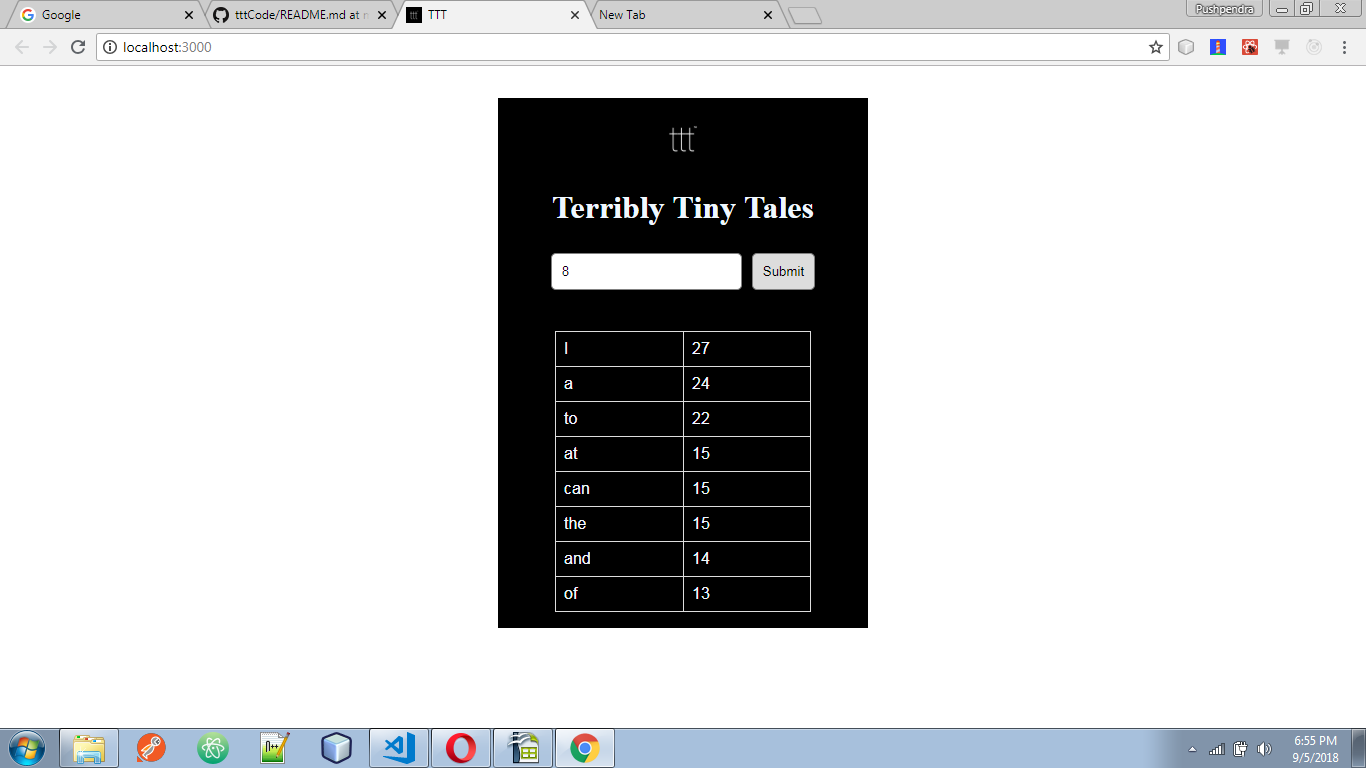 Google
tttCode/README.md at
TTT
New Tab
Pushpendra
localhost:3000
ttt
Terribly Tiny Tales
8 Submit
I 27
a 24
to 22
at 15
can 15
the 15
and 14
of 13
6:55 PM
9/5/2018